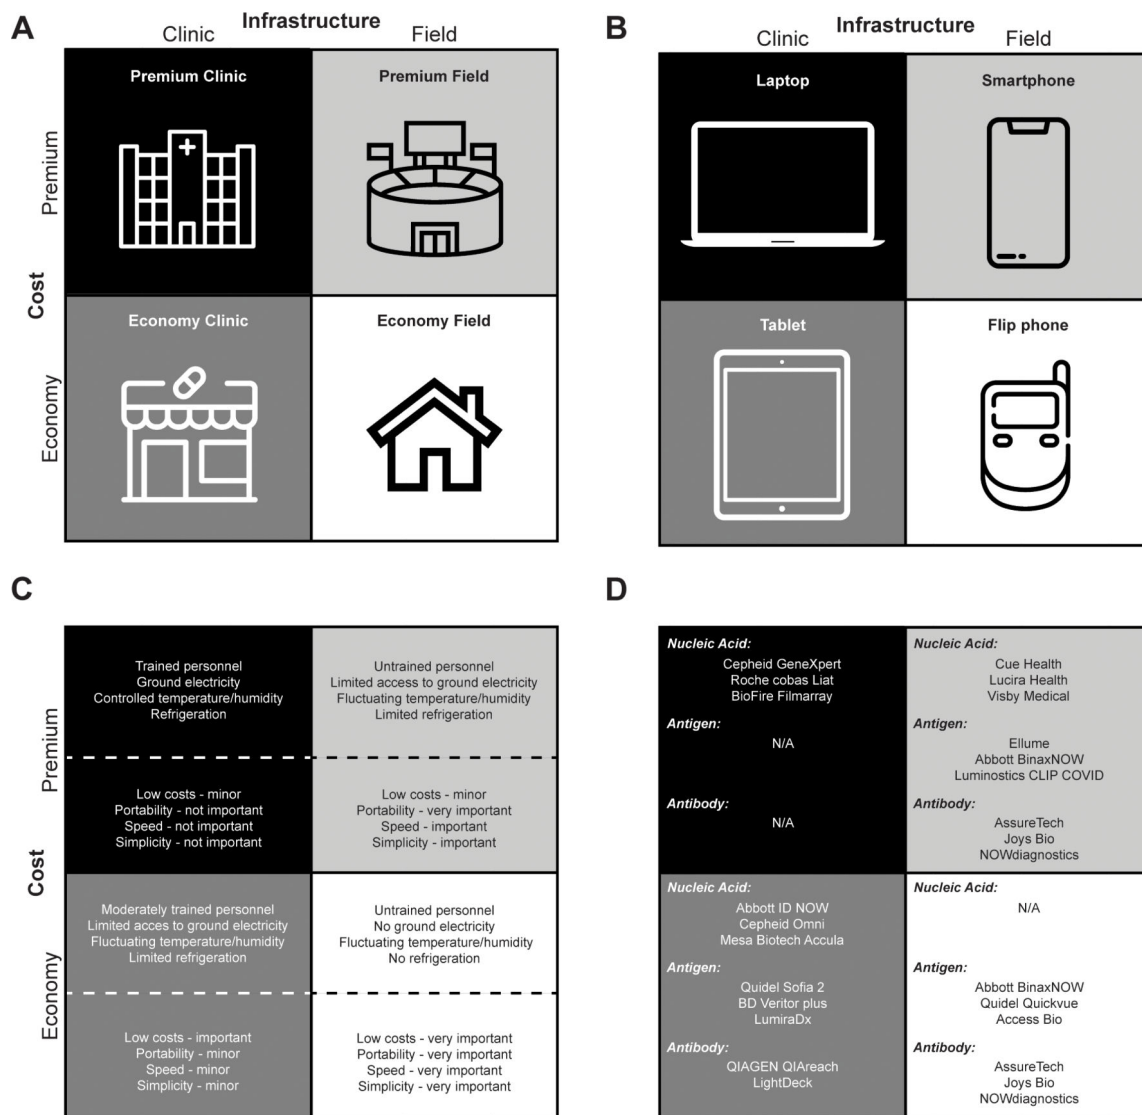 A
Infrastructure
Clinic
Field
Cost
Premium
Economy
Premium Clinic
Premium Field
Economy Clinic
Economy Field
B
Infrastructure
Clinic
Field
Laptop
Smartphone
Tablet
Flip phone
C
Cost
Premium
Economy
Trained personnel
Ground electricity
Controlled temperature/humidity
Refrigeration
Low costs - minor
Portability - not important
Speed - not important
Simplicity - not important
Untrained personnel
Limited access to ground electricity
Fluctuating temperature/humidity
Limited refrigeration
Low costs - minor
Portability - very important
Speed - important
Simplicity - important
Moderately trained personnel
Limited acces to ground electricity
Fluctuating temperature/humidity
Limited refrigeration
Low costs - important
Portability - minor
Speed - minor
Simplicity - minor
Untrained personnel
No ground electricity
Fluctuating temperature/humidity
No refrigeration
Low costs - very important
Portability - very important
Speed - very important
Simplicity - very important
D
Nucleic Acid:
Cepheid GeneXpert
Roche cobas Liat
BioFire Filmarray
Antigen:
N/A
Antibody:
N/A
Nucleic Acid:
Cue Health
Lucira Health
Visby Medical
Antigen:
Ellume
Abbott BinaxNOW
Luminostics CLIP COVID
Antibody:
AssureTech
Joys Bio
NOWdiagnostics
Nucleic Acid:
Abbott ID NOW
Cepheid Omni
Mesa Biotech Accula
Antigen:
Quidel Sofia 2
BD Veritor plus
LumiraDx
Antibody:
QIAGEN QIAreach
LightDeck
Nucleic Acid:
N/A
Antigen:
Abbott BinaxNOW
Quidel Quickvue
Access Bio
Antibody:
AssureTech
Joys Bio
NOWdiagnostics